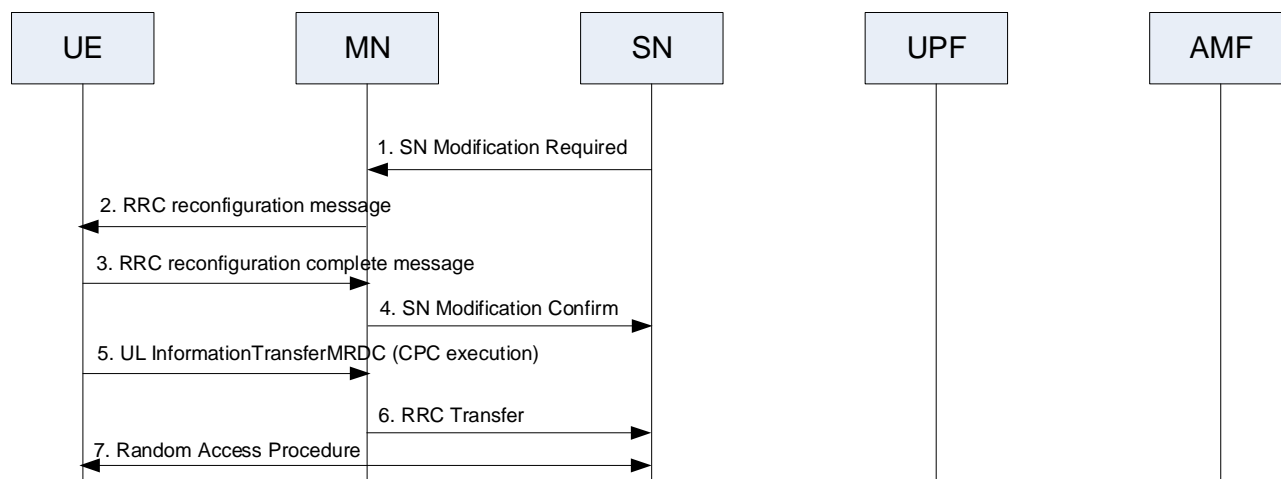 UE
MN
SN
UPF
AMF
1. SN Modification Required
2. RRC reconfiguration message
3. RRC reconfiguration complete message
4. SN Modification Confirm
5. UL InformationTransferMRDC (CPC execution)
6. RRC Transfer
7. Random Access Procedure